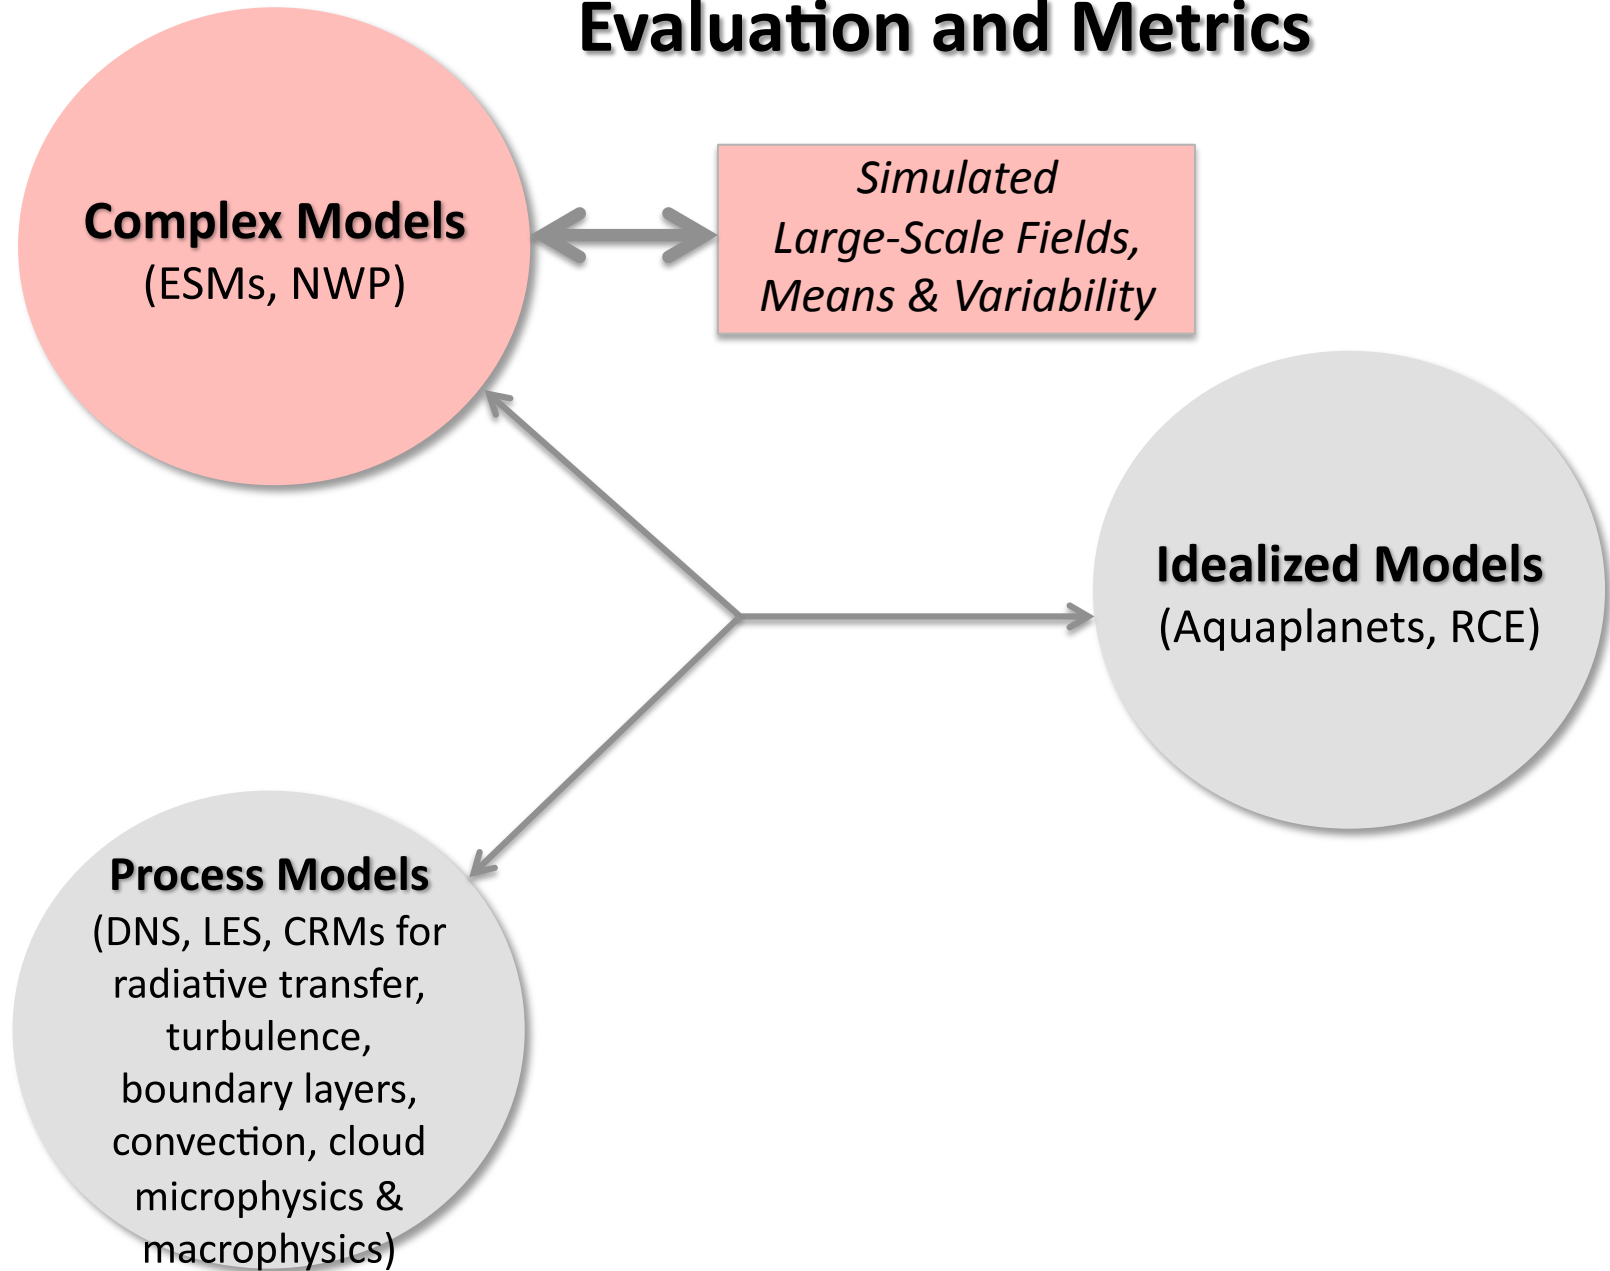 Evaluation and Metrics
Complex Models
(ESMs, NWP)
Simulated
Large-Scale Fields,
Means & Variability
Idealized Models
(Aquaplanets, RCE)
Process Models
(DNS, LES, CRMs for
radiative transfer,
turbulence,
boundary layers,
convection, cloud
microphysics &
macrophysics)